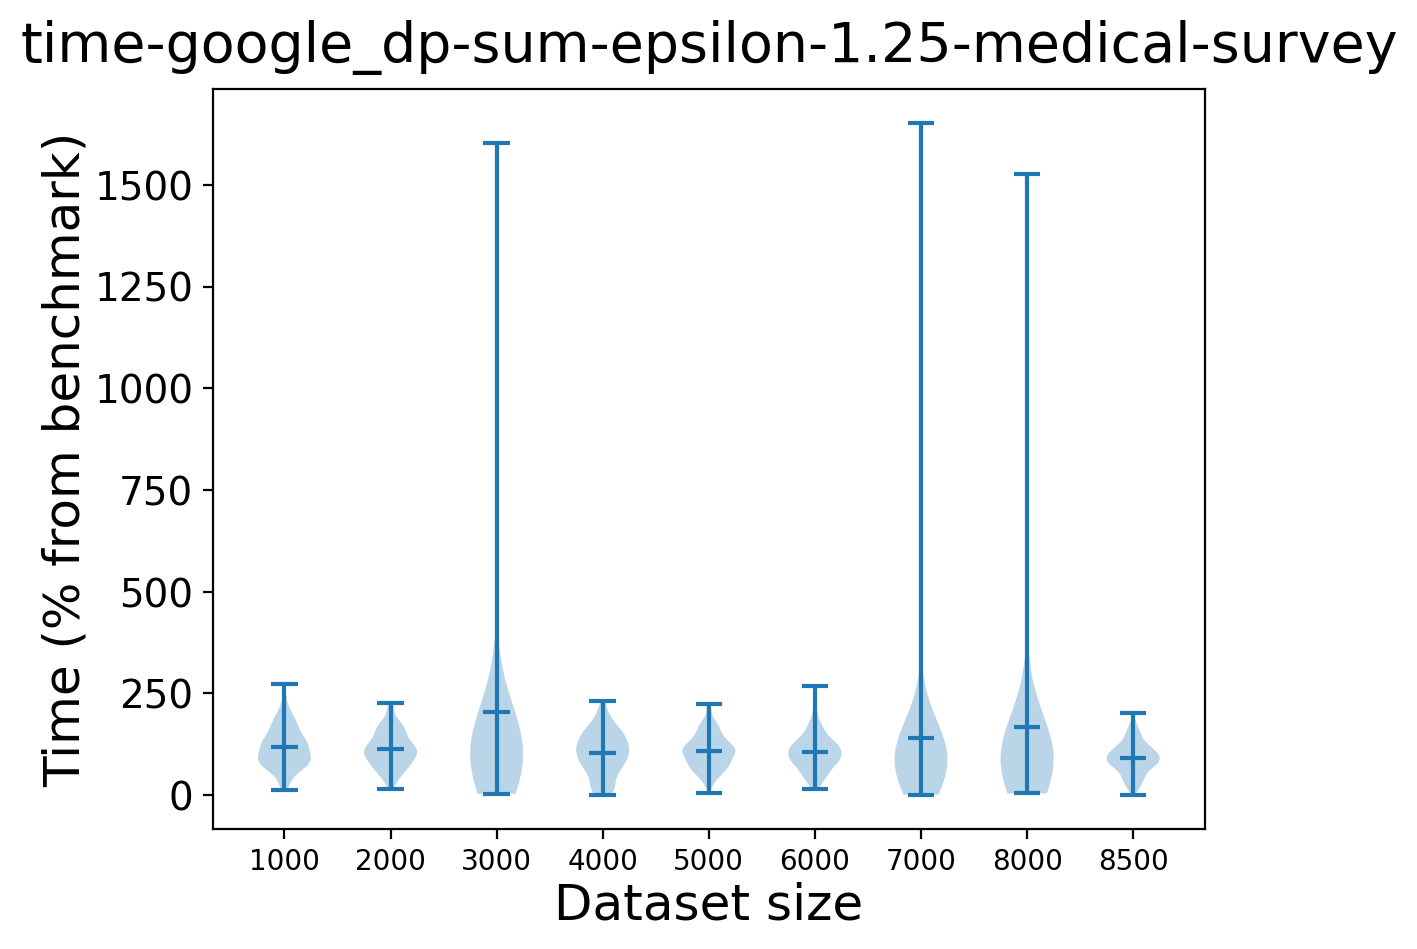 time-google_dp-sum-epsilon-1.25-medical-survey
Time (% from benchmark)
1500
1250
1000
750
500
250
0
1000 2000 3000 4000 5000 6000 7000 8000 8500
Dataset size